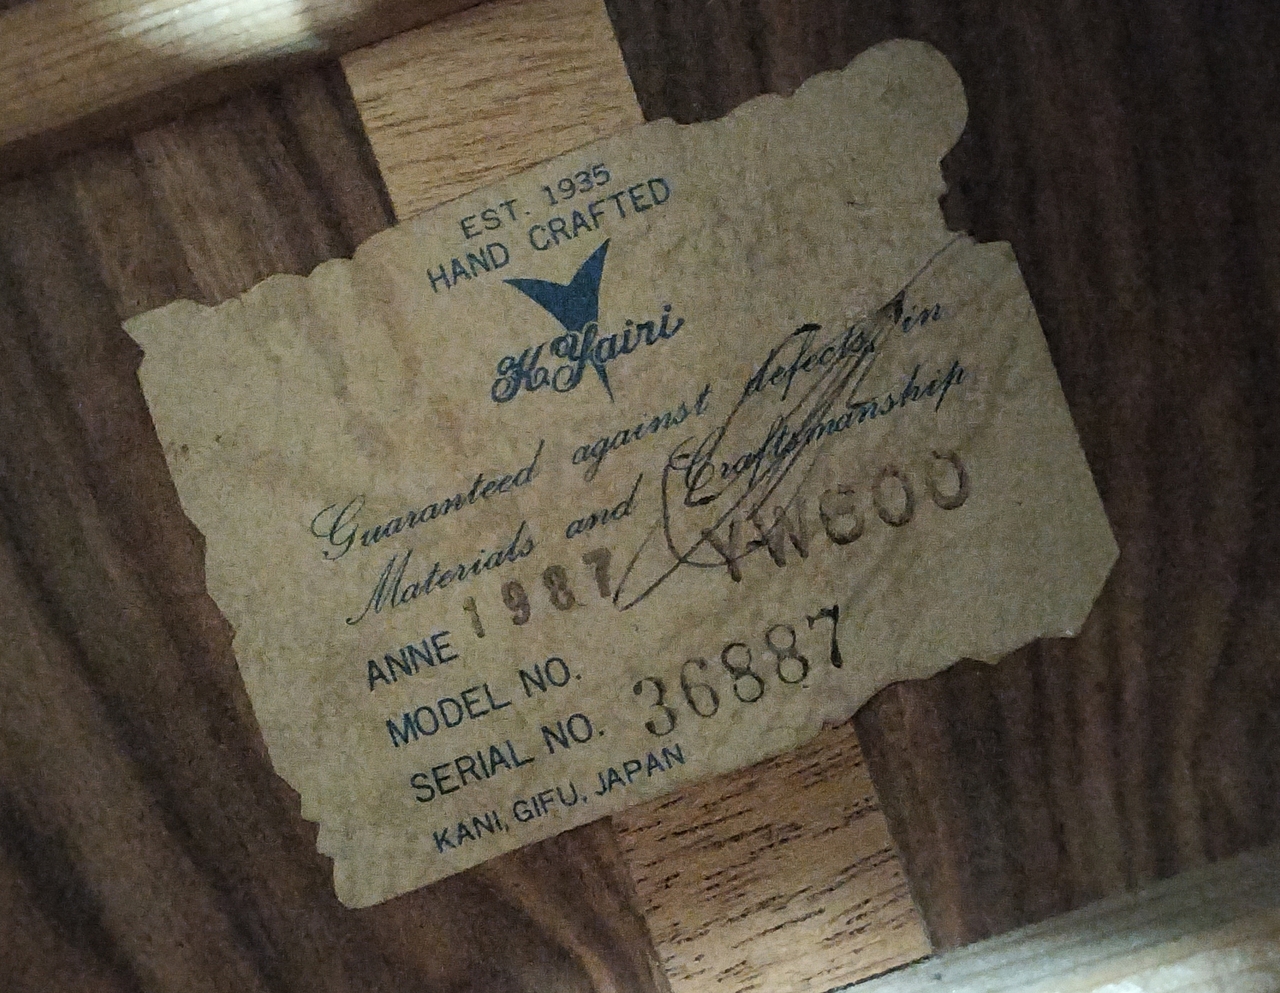 EST. 1935
HAND CRAFTED
K.Yairi
Guaranteed against defects in
Materials and Craftsmanship
ANNE 1987
MODEL NO. YW600
SERIAL NO. 36887
KANI, GIFU, JAPAN